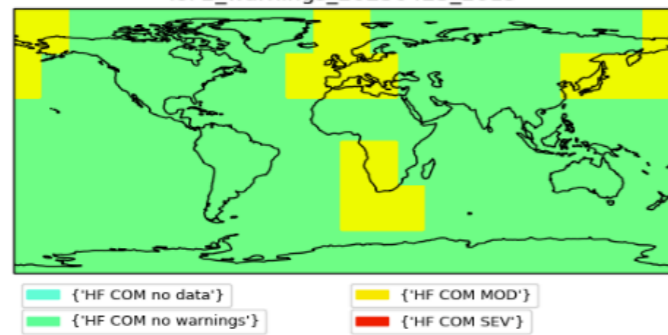 {'HF COM no data'}
{'HF COM MOD'}
{'HF COM no warnings'}
{'HF COM SEV'}